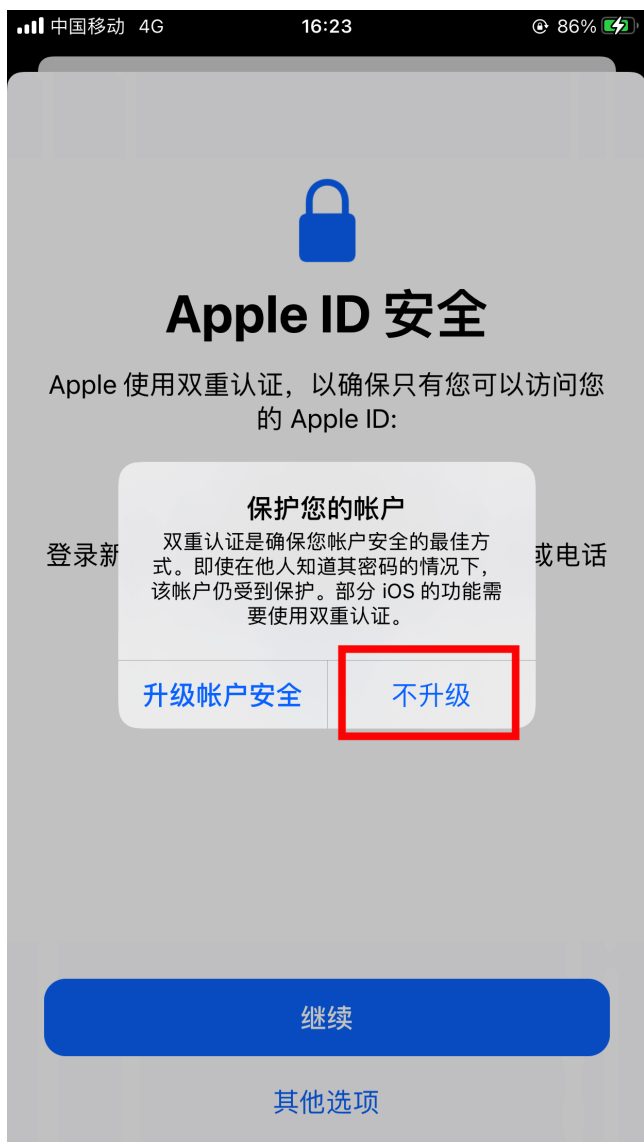 中国移动 4G 16:23 86%
Apple ID 安全
Apple 使用双重认证，以确保只有您可以访问您
的 Apple ID:
登录新
或电话
保护您的帐户
双重认证是确保您帐户安全的最佳方
式。即使在他人知道其密码的情况下，
该帐户仍受到保护。部分 iOS 的功能需
要使用双重认证。
升级帐户安全
不升级
继续
其他选项